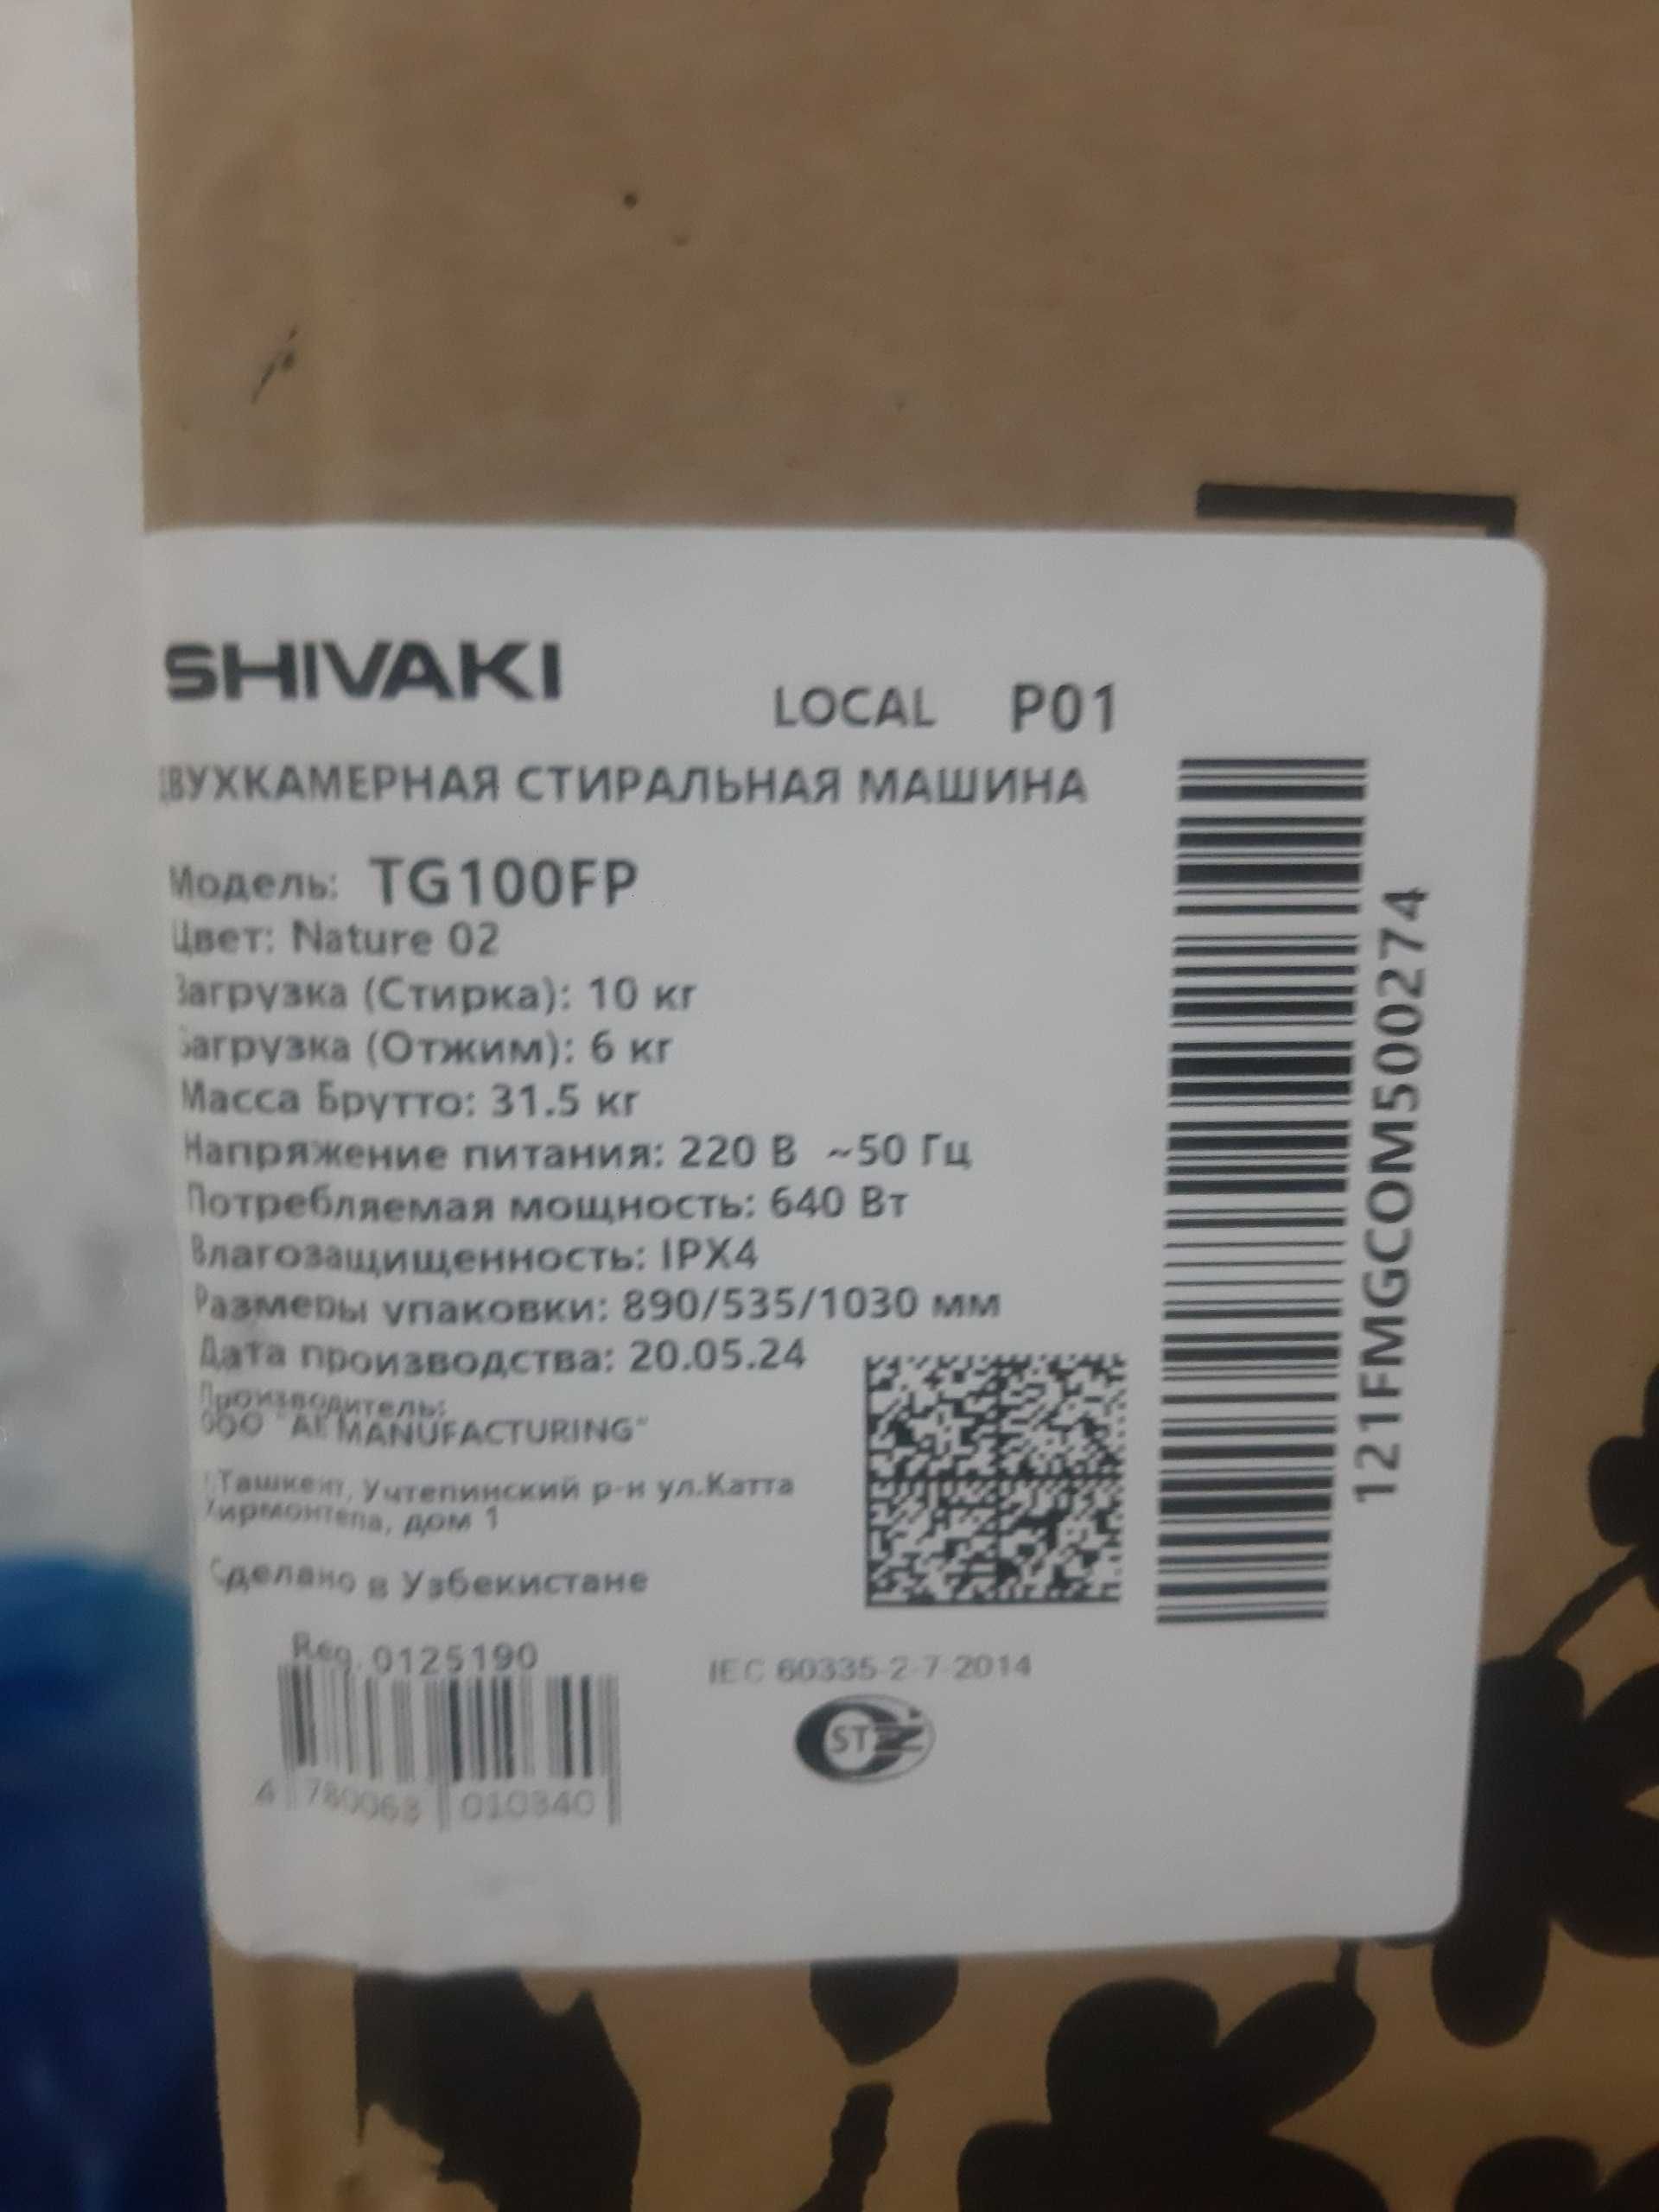 SHIVAKI
LOCAL P01
ДВУХКАМЕРНАЯ СТИРАЛЬНАЯ МАШИНА
Модель: TG100FP
Цвет: Nature 02
Загрузка (Стирка): 10 кг
Загрузка (Отжим): 6 кг
Масса Брутто: 31.5 кг
Напряжение питания: 220 В ~50 Гц
Потребляемая мощность: 640 Вт
Влагозащищенность: IPX4
Размеры упаковки: 890/535/1030 мм
Дата производства: 20.05.24
Производитель:
ООО MANUFACTURING"
Ташкент, Учтепинский р-н ул.Катта
Хирмонтепа, дом 1
Сделано в Узбекистане
Reg. 0125190
4 780063 010340
IEC 60335-2-7-2014
ST
121FMGCOM500274